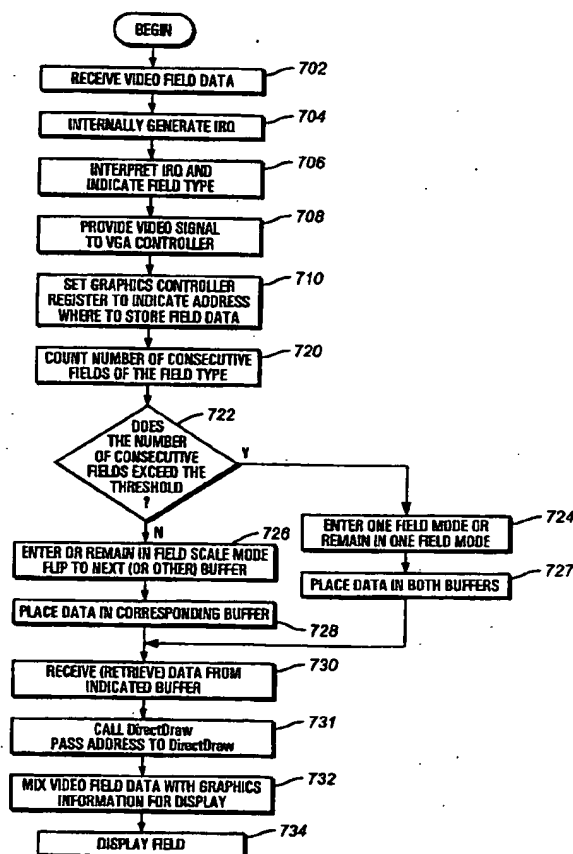 BEGIN
RECEIVE VIDEO FIELD DATA
702
INTERNALLY GENERATE IRQ
704
INTERPRET IRQ AND
INDICATE FIELD TYPE
706
PROVIDE VIDEO SIGNAL
TO VGA CONTROLLER
708
SET GRAPHICS CONTROLLER
REGISTER TO INDICATE ADDRESS
WHERE TO STORE FIELD DATA
710
COUNT NUMBER OF CONSECUTIVE
FIELDS OF THE FIELD TYPE
720
DOES
THE NUMBER
OF CONSECUTIVE
FIELDS EXCEED THE
THRESHOLD
?
722
Y
N
ENTER ONE FIELD MODE OR
REMAIN IN ONE FIELD MODE
724
ENTER OR REMAIN IN FIELD SCALE MODE
FLIP TO NEXT (OR OTHER) BUFFER
726
PLACE DATA IN BOTH BUFFERS
727
PLACE DATA IN CORRESPONDING BUFFER
728
RECEIVE (RETRIEVE) DATA FROM
INDICATED BUFFER
730
CALL DirectDraw
PASS ADDRESS TO DirectDraw
731
MIX VIDEO FIELD DATA WITH GRAPHICS
INFORMATION FOR DISPLAY
732
DISPLAY FIELD
734